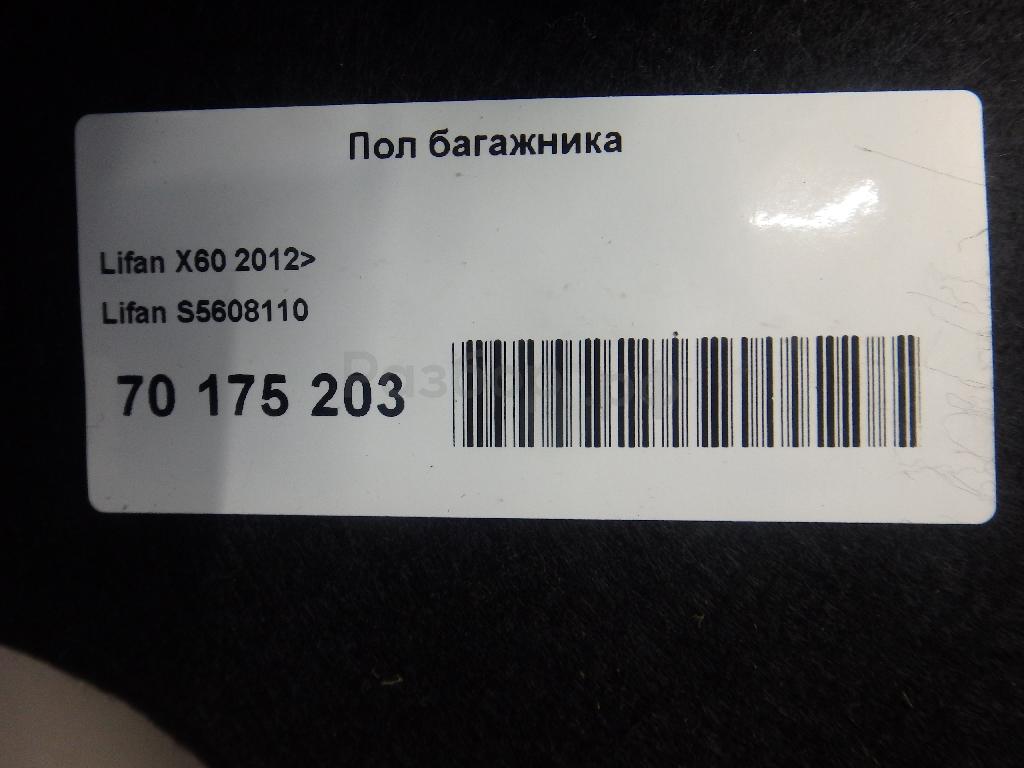 Пол багажника
Lifan X60 2012>
Lifan S5608110
70 175 203